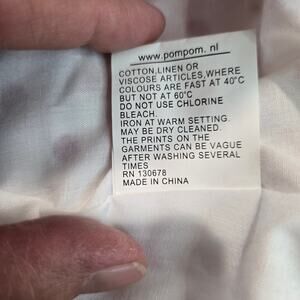 www.pompom.nl
COTTON,LINEN OR
VISCOSE ARTICLES,WHERE
COLOURS ARE FAST AT 40°C
BUT NOT AT 60°C
DO NOT USE CHLORINE
BLEACH.
IRON AT WARM SETTING.
MAY BE DRY CLEANED.
THE PRINTS ON THE
GARMENTS CAN BE VAGUE
AFTER WASHING SEVERAL
TIMES
RN 130678
MADE IN CHINA